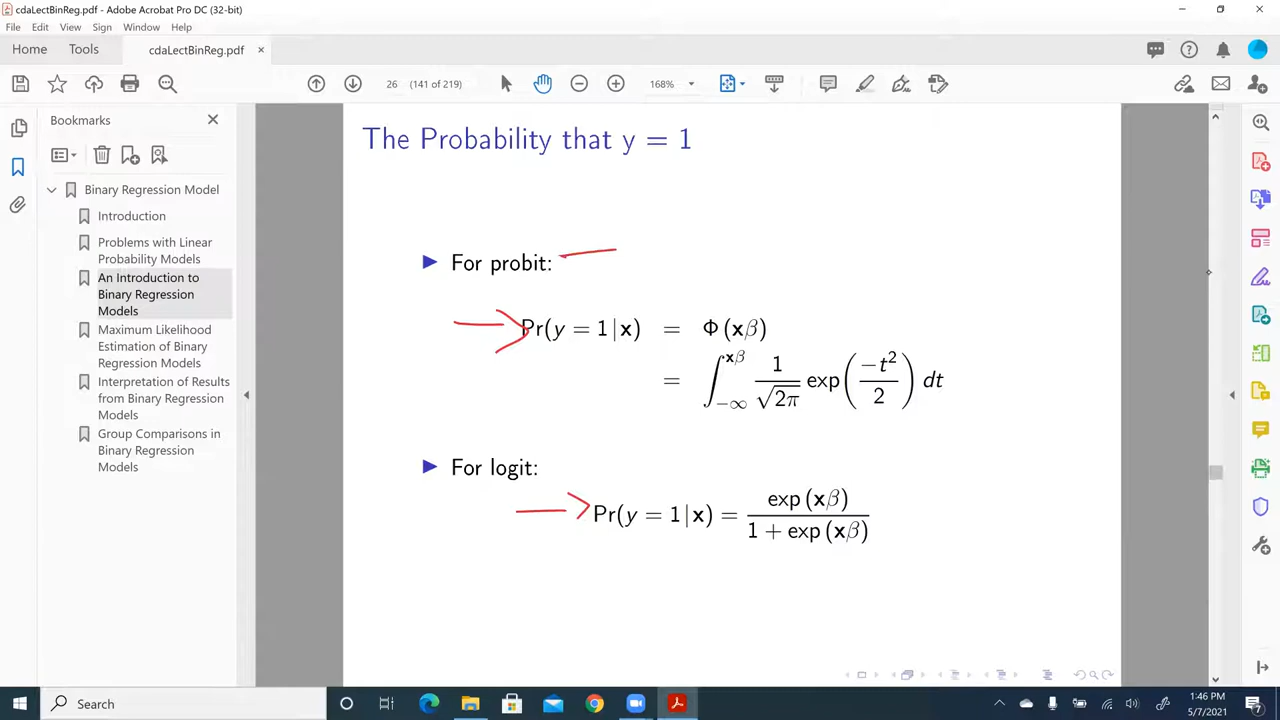 cdaLectBinReg.pdf - Adobe Acrobat Pro DC (32-bit)
File Edit View Sign Window Help
Home Tools cdaLectBinReg.pdf ×
26 (141 of 219) 168%
Bookmarks
Binary Regression Model
Introduction
Problems with Linear
Probability Models
An Introduction to
Binary Regression
Models
Maximum Likelihood
Estimation of Binary
Regression Models
Interpretation of Results
from Binary Regression
Models
Group Comparisons in
Binary Regression
Models
The Probability that y = 1
▶ For probit:
Pr(y = 1 | x) = Φ (xβ)
= ∫_{−∞}^{xβ} 1/√2π exp(−t²/2) dt
▶ For logit:
Pr(y = 1 | x) = exp (xβ) / 1 + exp (xβ)
Search
1:46 PM
5/7/2021
7